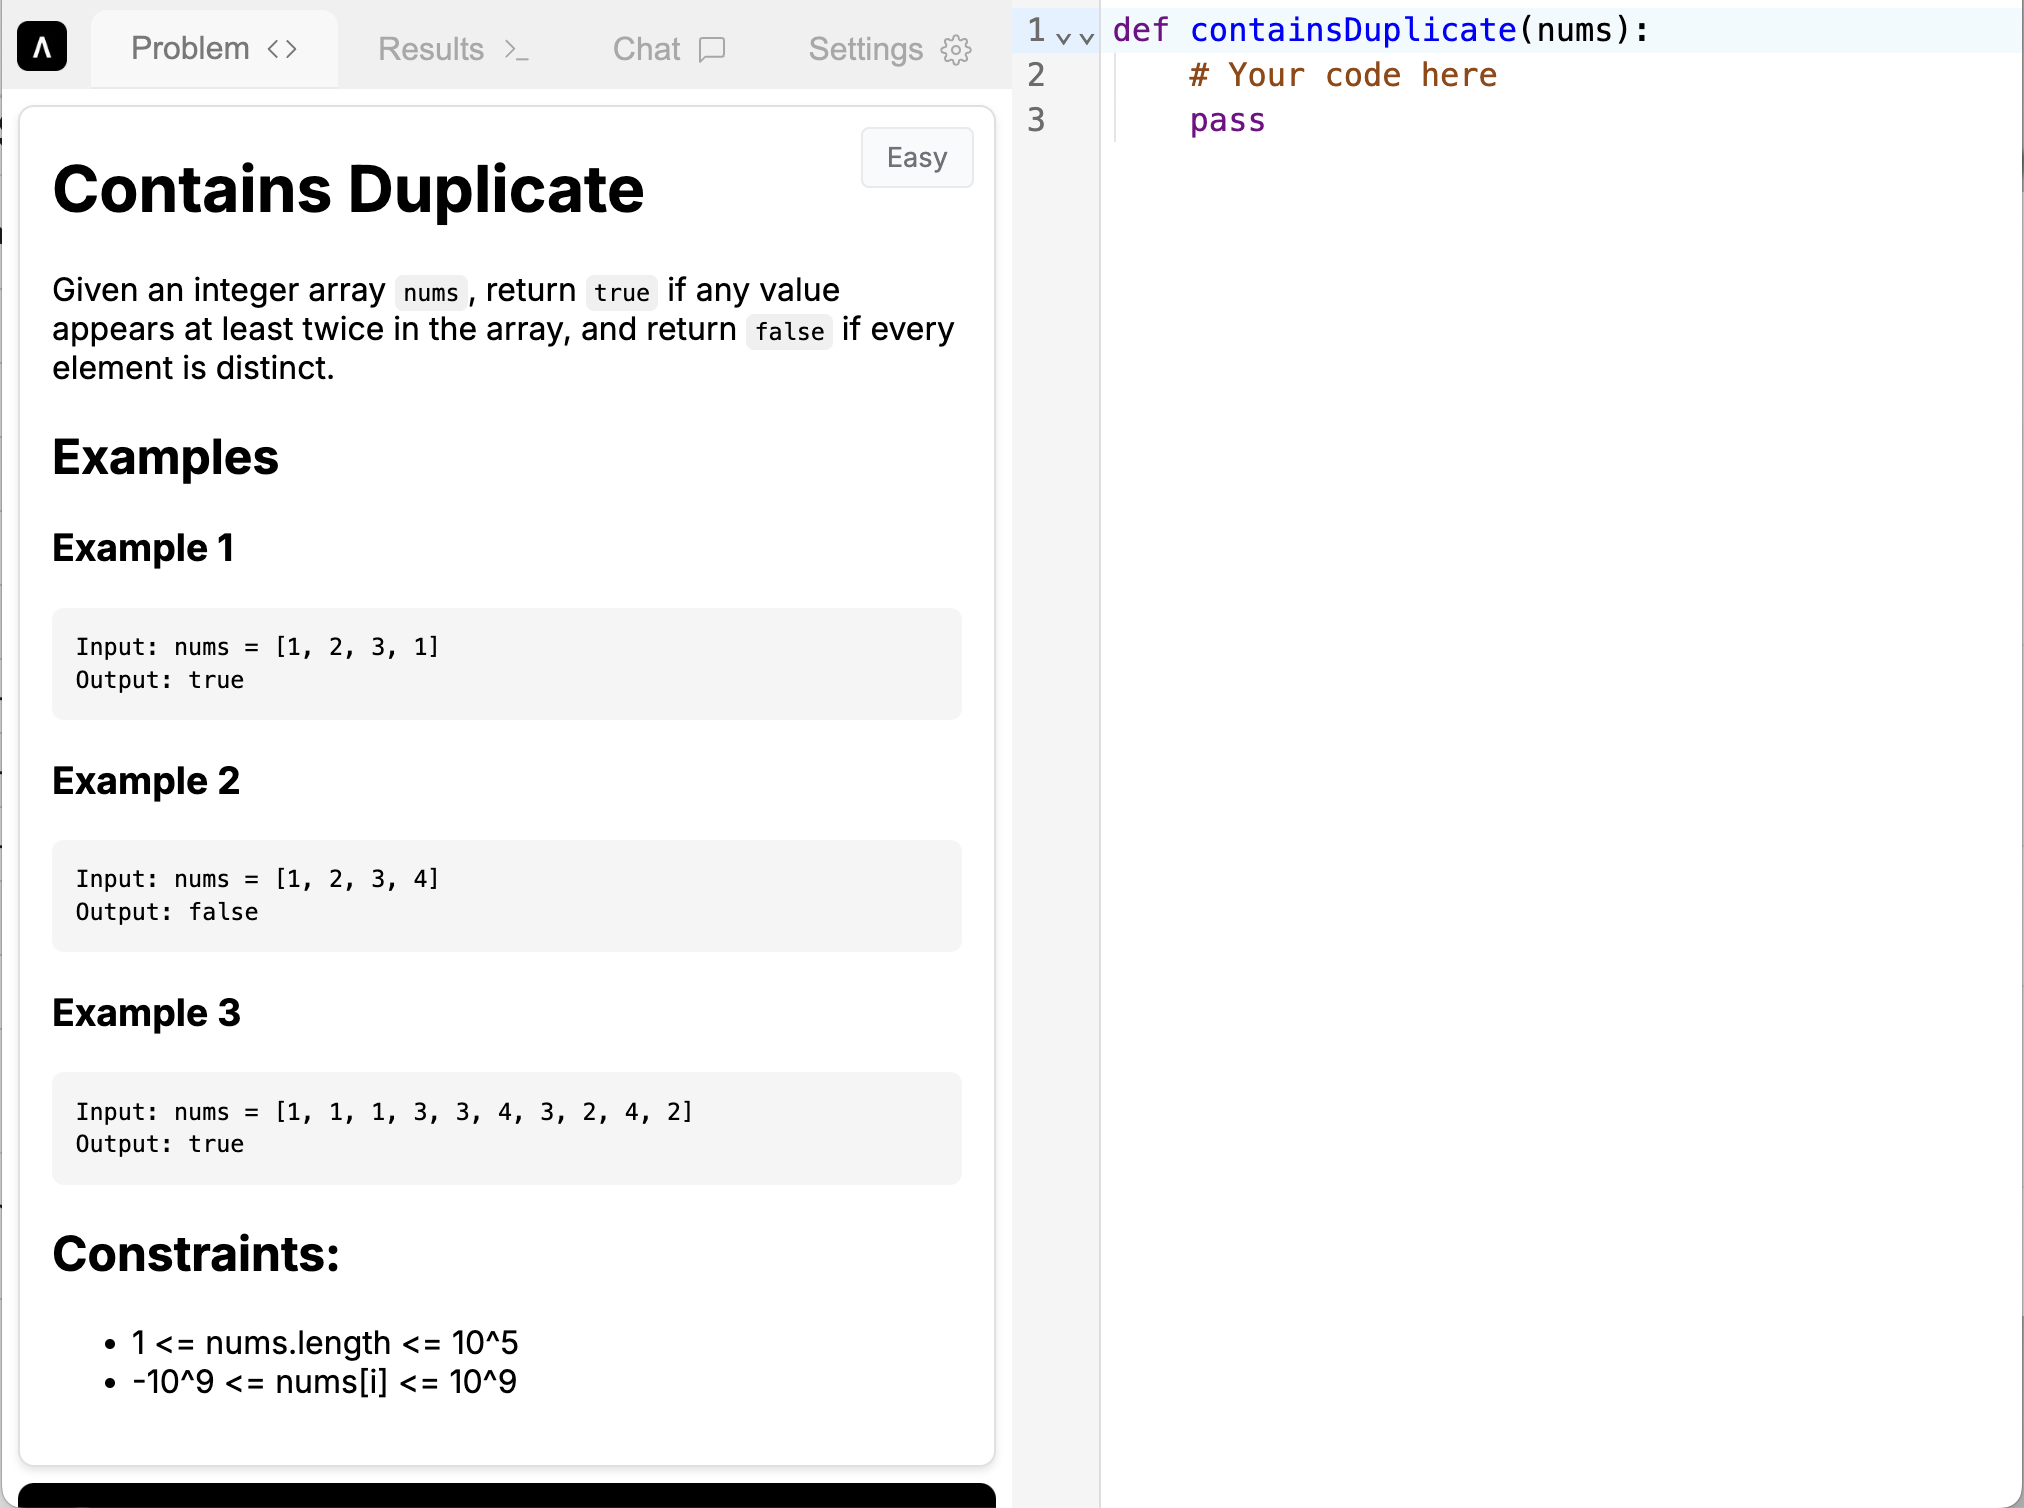 Λ
Problem <> Results >_ Chat Settings
Easy
Contains Duplicate
Given an integer array nums, return true if any value
appears at least twice in the array, and return false if every
element is distinct.
Examples
Example 1
Input: nums = [1, 2, 3, 1]
Output: true
Example 2
Input: nums = [1, 2, 3, 4]
Output: false
Example 3
Input: nums = [1, 1, 1, 3, 3, 4, 3, 2, 4, 2]
Output: true
Constraints:
• 1 <= nums.length <= 10^5
• -10^9 <= nums[i] <= 10^9
1 def containsDuplicate(nums):
2 # Your code here
3 pass